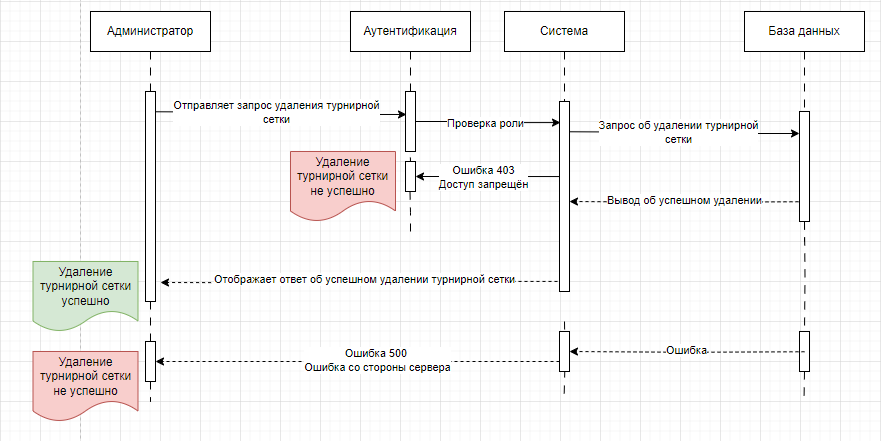 Администратор
Аутентификация
Система
База данных
Отправляет запрос удаления турнирной
сетки
Проверка роли
Запрос об удалении турнирной
сетки
Удаление
турнирной сетки
не успешно
Ошибка 403
Доступ запрещён
Вывод об успешном удалении
Удаление
турнирной сетки
успешно
Отображает ответ об успешном удалении турнирной сетки
Удаление
турнирной сетки
не успешно
Ошибка 500
Ошибка со стороны сервера
Ошибка